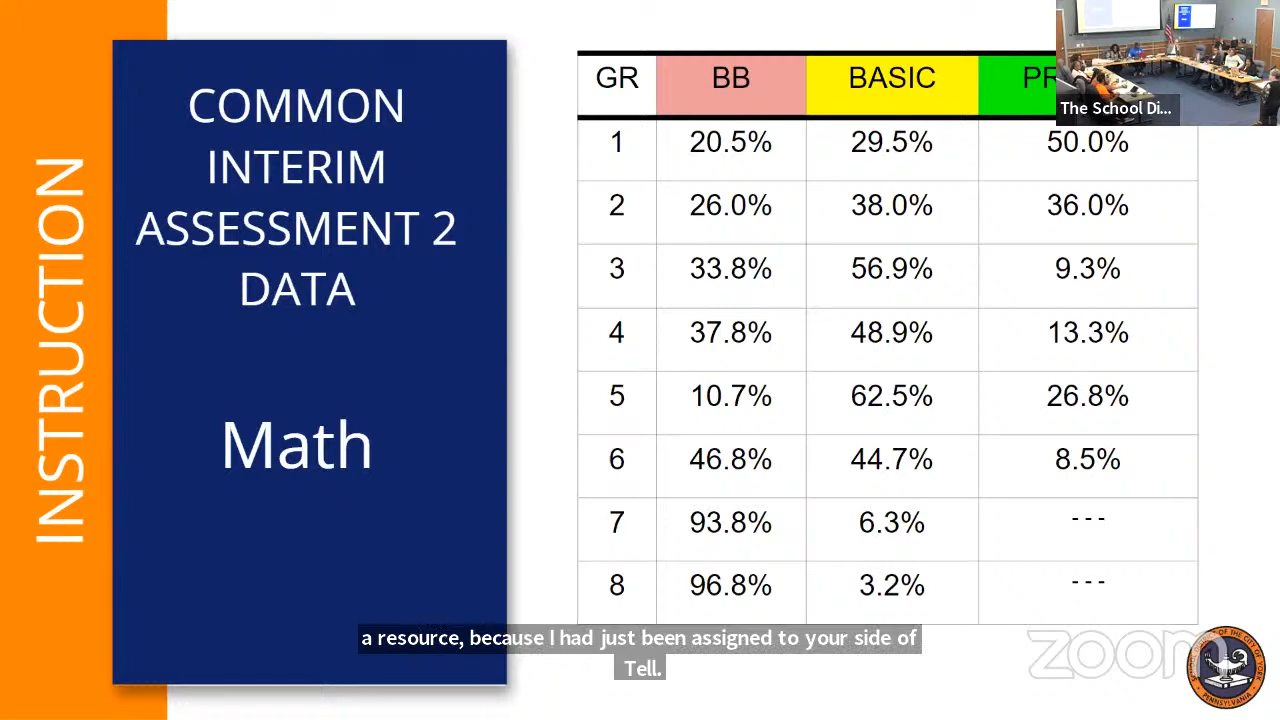 INSTRUCTION
COMMON
INTERIM
ASSESSMENT 2
DATA
Math
GR BB BASIC PR
1 20.5% 29.5% 50.0%
2 26.0% 38.0% 36.0%
3 33.8% 56.9% 9.3%
4 37.8% 48.9% 13.3%
5 10.7% 62.5% 26.8%
6 46.8% 44.7% 8.5%
7 93.8% 6.3% ---
8 96.8% 3.2% ---
The School Di...
a resource, because I had just been assigned to your side of
Tell.
zoom